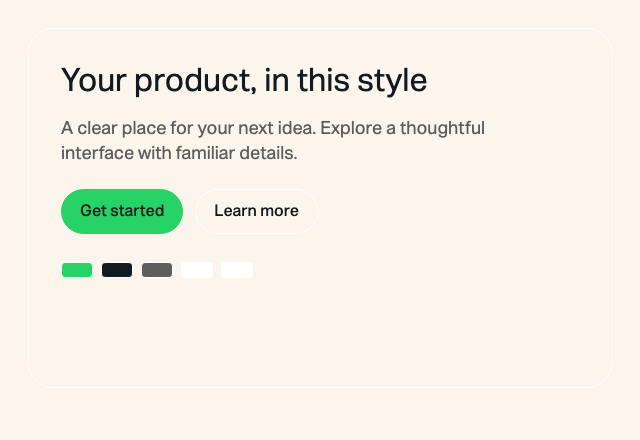 Your product, in this style
A clear place for your next idea. Explore a thoughtful
interface with familiar details.
Get started
Learn more